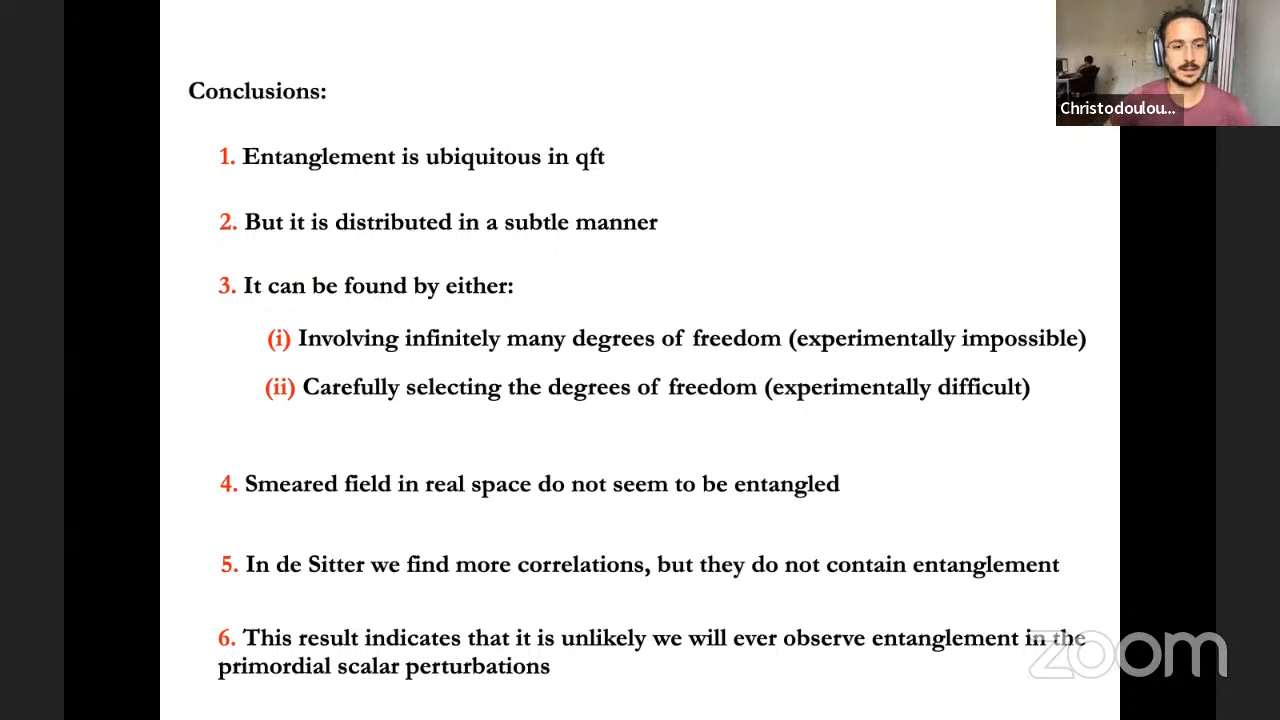 Conclusions:
1. Entanglement is ubiquitous in qft
2. But it is distributed in a subtle manner
3. It can be found by either:
(i) Involving infinitely many degrees of freedom (experimentally impossible)
(ii) Carefully selecting the degrees of freedom (experimentally difficult)
4. Smeared field in real space do not seem to be entangled
5. In de Sitter we find more correlations, but they do not contain entanglement
6. This result indicates that it is unlikely we will ever observe entanglement in the
primordial scalar perturbations
Christodoulou...
zoom